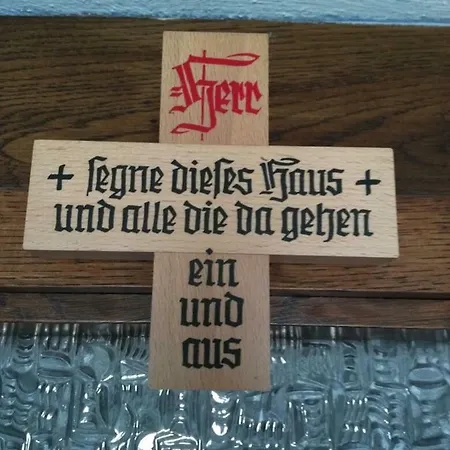 Herr
+ segne dieses Haus +
und alle die da gehen
ein
und
aus